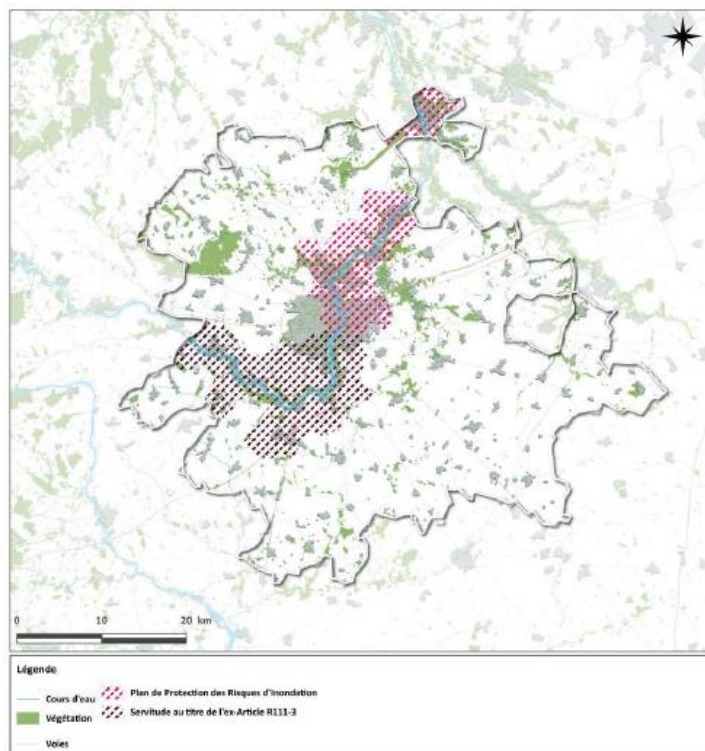 0 10 20 km
Légende
Cours d'eau
Végétation
Voies
Plan de Protection des Risques d'Inondation
Servitude au titre de l'ex-Article R111-3